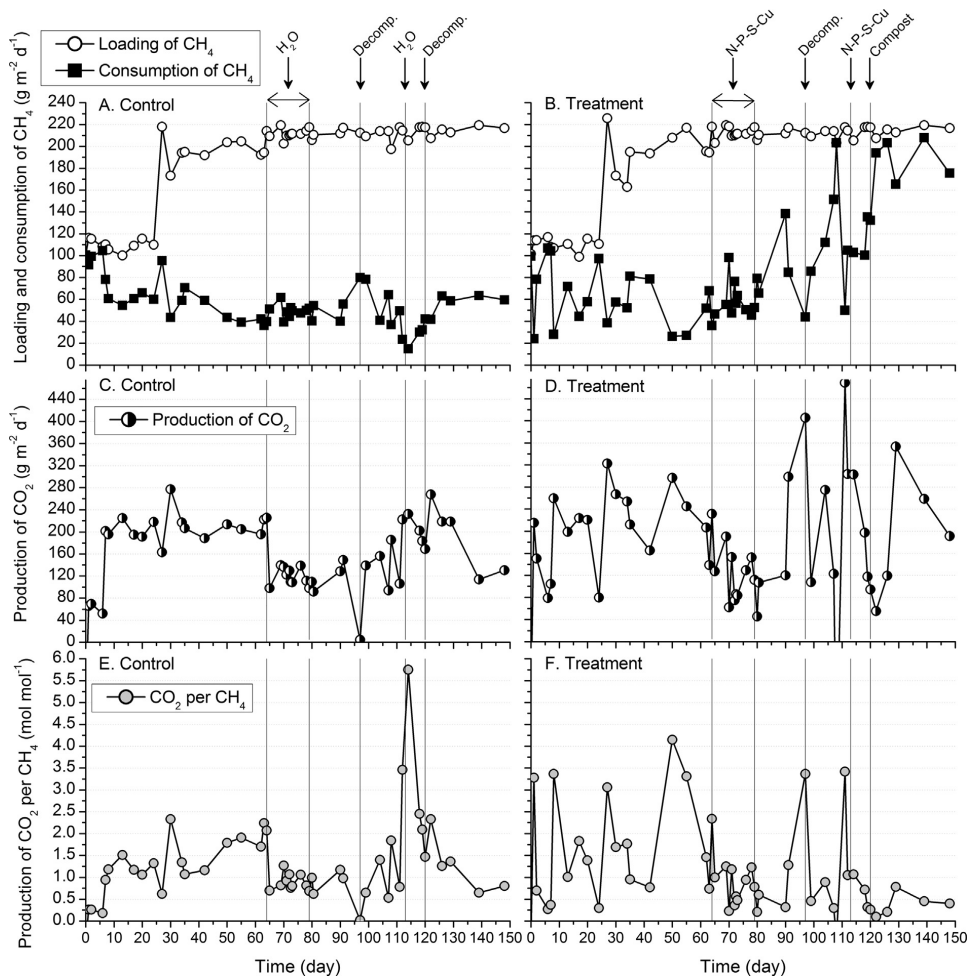 H2O
Decomp.
H2O
Decomp.
N-P-S-Cu
Decomp.
N-P-S-Cu
Compost
Loading of CH4
Consumption of CH4
Loading and consumption of CH4 (g m-2 d-1)
A. Control
B. Treatment
240
220
200
180
160
140
120
100
80
60
40
20
0
Production of CO2 (g m-2 d-1)
C. Control
D. Treatment
Production of CO2
440
400
360
320
280
240
200
160
120
80
40
0
Production of CO2 per CH4 (mol mol-1)
E. Control
F. Treatment
CO2 per CH4
6.0
5.5
5.0
4.5
4.0
3.5
3.0
2.5
2.0
1.5
1.0
0.5
0.0
0 10 20 30 40 50 60 70 80 90 100 110 120 130 140 150
0 10 20 30 40 50 60 70 80 90 100 110 120 130 140 150
Time (day)
Time (day)